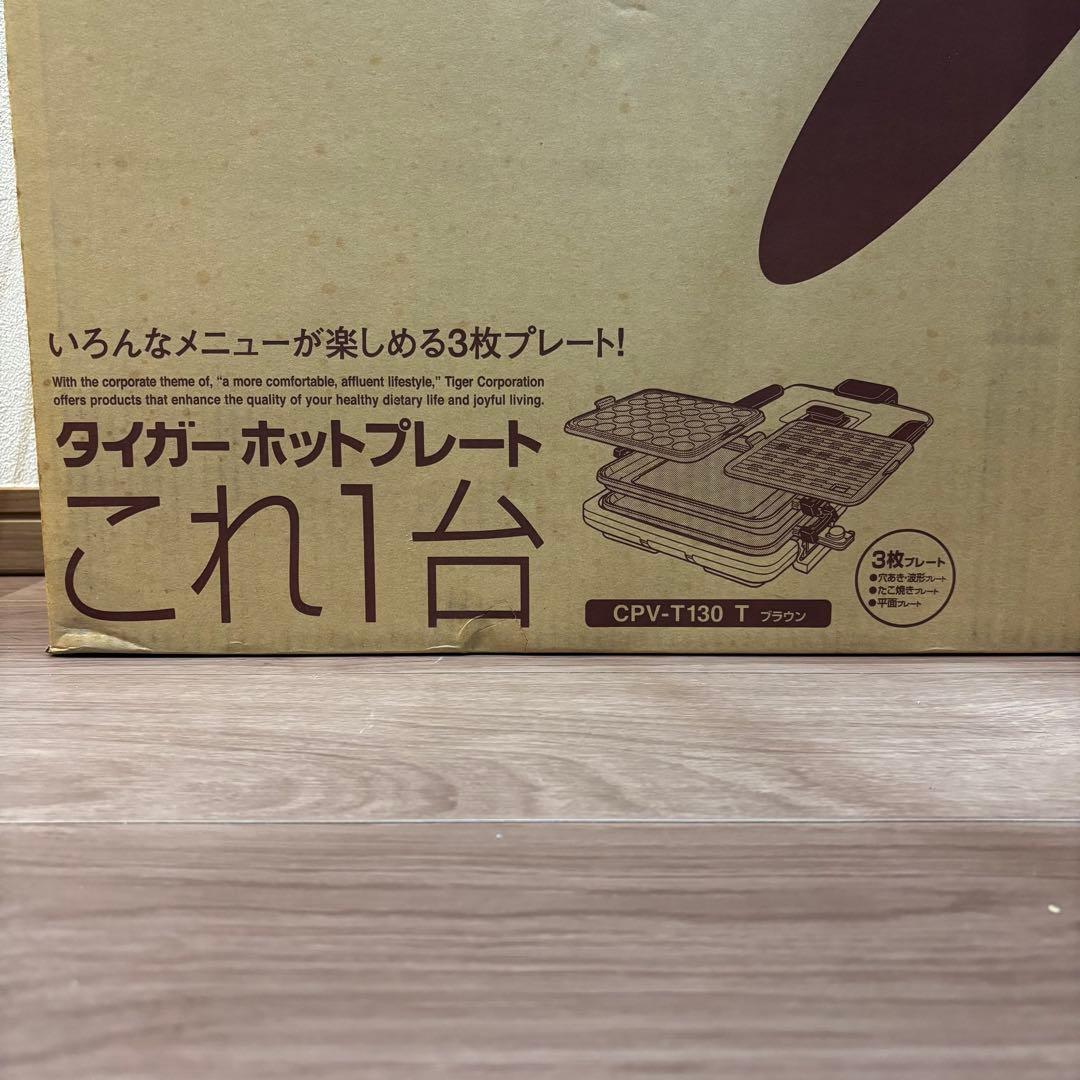 いろんなメニューが楽しめる3枚プレート!
With the corporate theme of, “a more comfortable, affluent lifestyle,” Tiger Corporation
offers products that enhance the quality of your healthy dietary life and joyful living.
タイガー ホットプレート
これ1台
CPV-T130 T ブラウン
3枚プレート
●穴あき・波形プレート
●たこ焼きプレート
●平面プレート